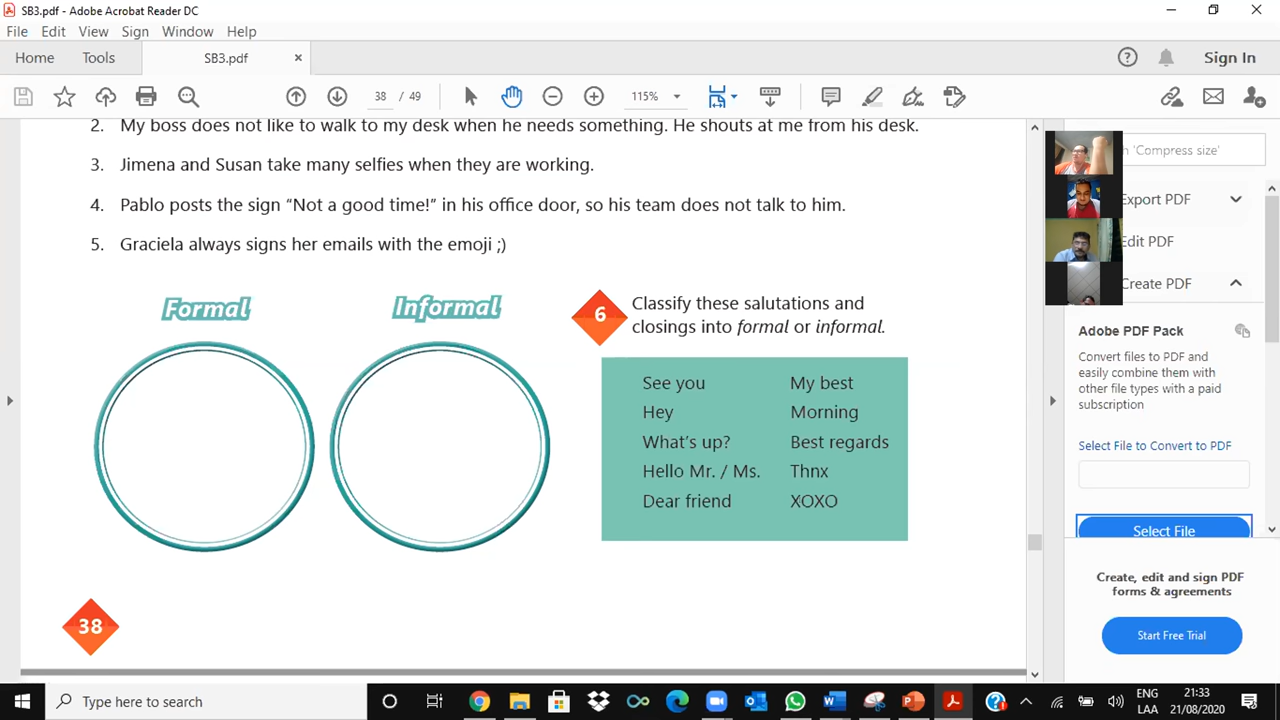 SB3.pdf - Adobe Acrobat Reader DC
File Edit View Sign Window Help
Home Tools SB3.pdf × Sign In
38 / 49 115%
2. My boss does not like to walk to my desk when he needs something. He shouts at me from his desk.
3. Jimena and Susan take many selfies when they are working.
4. Pablo posts the sign “Not a good time!” in his office door, so his team does not talk to him.
5. Graciela always signs her emails with the emoji ;)
Formal
Informal
6 Classify these salutations and
closings into formal or informal.
See you My best
Hey Morning
What's up? Best regards
Hello Mr. / Ms. Thnx
Dear friend XOXO
38
'Compress size'
Export PDF
Edit PDF
Create PDF
Adobe PDF Pack
Convert files to PDF and
easily combine them with
other file types with a paid
subscription
Select File to Convert to PDF
Select File
Create, edit and sign PDF
forms & agreements
Start Free Trial
Type here to search
ENG
LAA
21:33
21/08/2020